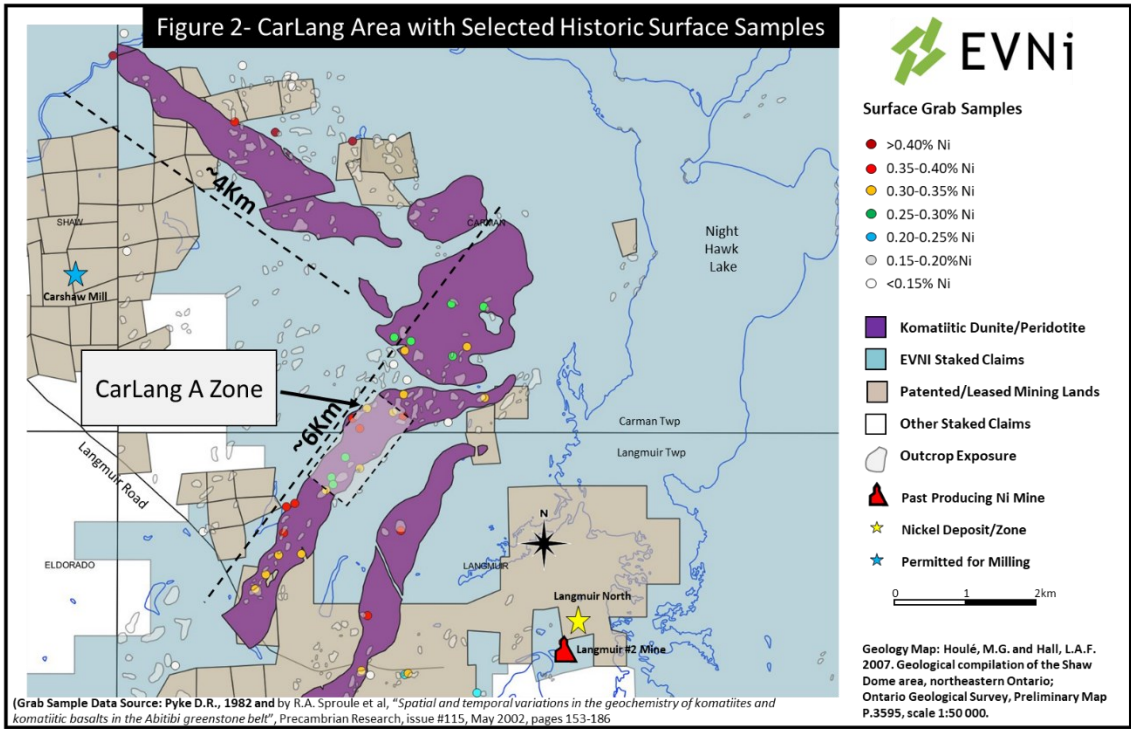 Figure 2- CarLang Area with Selected Historic Surface Samples
EVNi
Surface Grab Samples
>0.40% Ni
0.35-0.40% Ni
0.30-0.35% Ni
0.25-0.30% Ni
0.20-0.25% Ni
0.15-0.20%Ni
<0.15% Ni
Komatiitic Dunite/Peridotite
EVNI Staked Claims
Patented/Leased Mining Lands
Other Staked Claims
Outcrop Exposure
Past Producing Ni Mine
Nickel Deposit/Zone
Permitted for Milling
0 1 2km
Geology Map: Houlé, M.G. and Hall, L.A.F.
2007. Geological compilation of the Shaw
Dome area, northeastern Ontario;
Ontario Geological Survey, Preliminary Map
P.3595, scale 1:50 000.
~4Km
SHAW
CARMAN
Night
Hawk
Lake
Carshaw Mill
CarLang A Zone
~6Km
Carman Twp
Langmuir Twp
Langmuir Road
N
ELDORADO
LANGMUIR
Langmuir North
Langmuir #2 Mine
(Grab Sample Data Source: Pyke D.R., 1982 and by R.A. Sproule et al, "Spatial and temporal variations in the geochemistry of komatiites and
komatiitic basalts in the Abitibi greenstone belt", Precambrian Research, issue #115, May 2002, pages 153-186